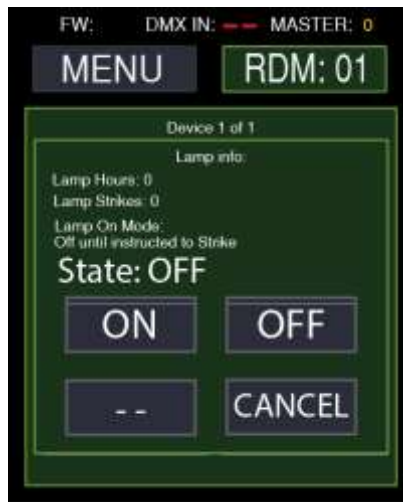 FW: DMX IN: -- MASTER: 0
MENU RDM: 01
Device 1 of 1
Lamp info:
Lamp Hours: 0
Lamp Strikes: 0
Lamp On Mode:
Off until instructed to Strike
State: OFF
ON OFF
-- CANCEL